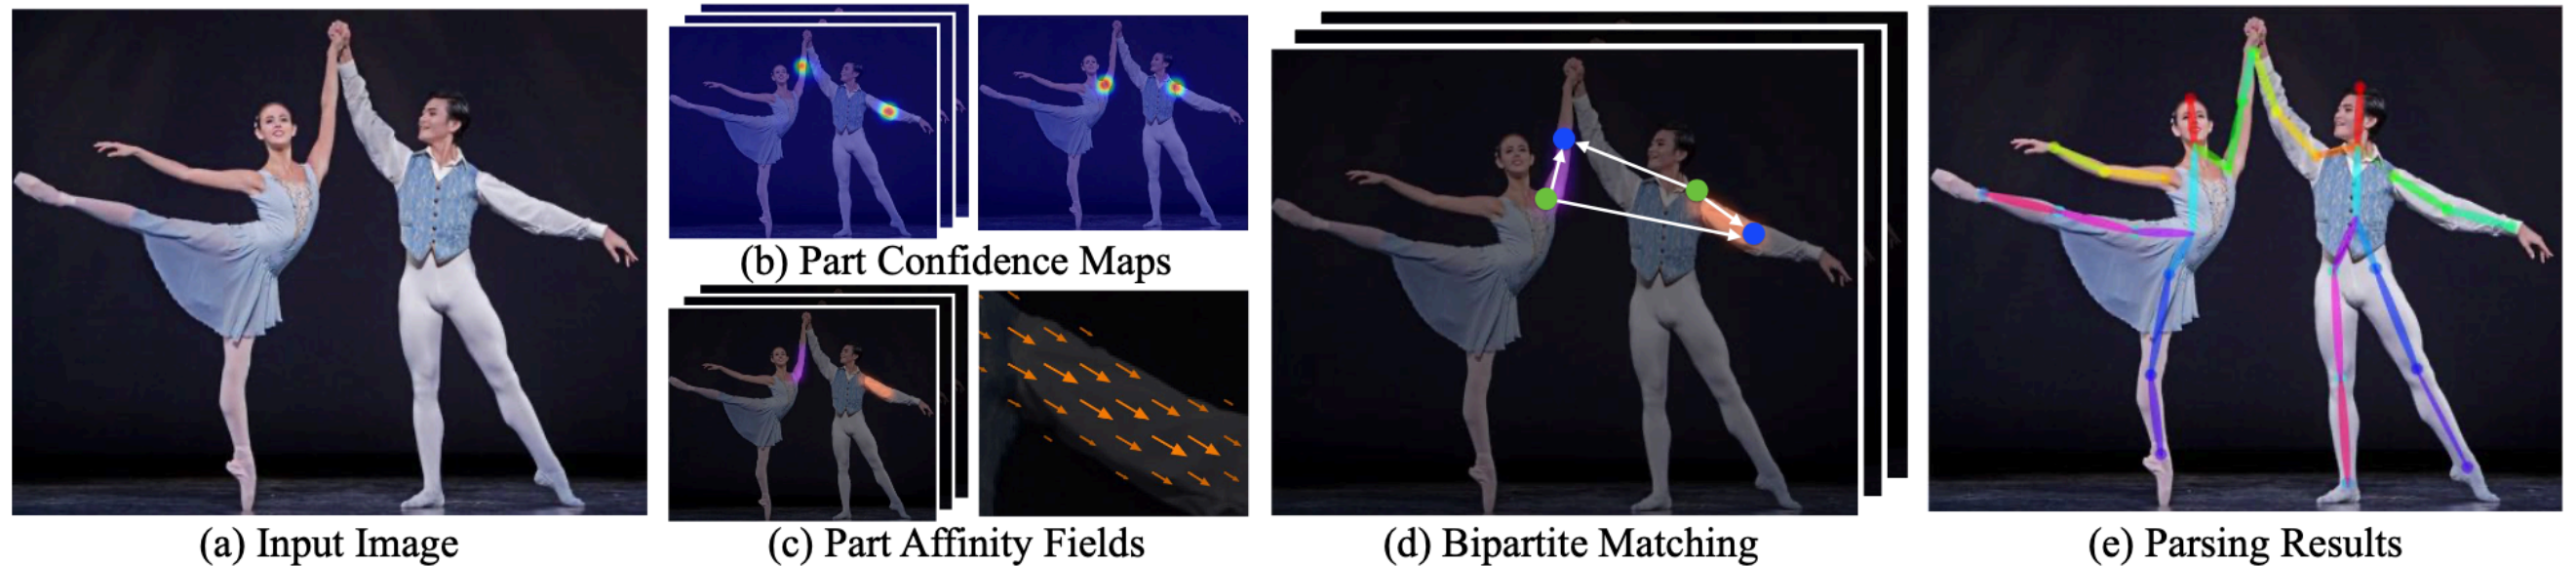 (a) Input Image
(b) Part Confidence Maps
(c) Part Affinity Fields
(d) Bipartite Matching
(e) Parsing Results